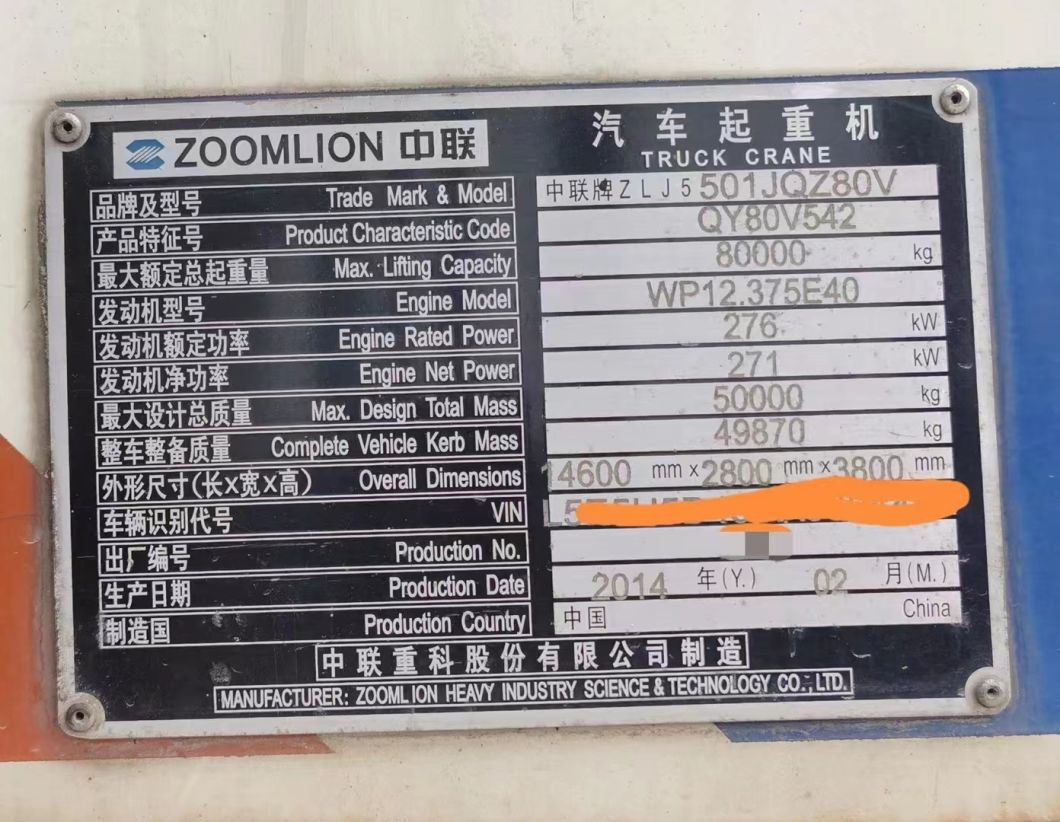 ZOOMLION 中联
汽车起重机
TRUCK CRANE
品牌及型号 Trade Mark & Model 中联牌ZLJ5501JQZ80V
产品特征号 Product Characteristic Code QY80V542
最大额定总起重量 Max. Lifting Capacity 80000 kg
发动机型号 Engine Model WP12.375E40
发动机额定功率 Engine Rated Power 276 kW
发动机净功率 Engine Net Power 271 kW
最大设计总质量 Max. Design Total Mass 50000 kg
整车整备质量 Complete Vehicle Kerb Mass 49870 kg
外形尺寸(长X宽X高) Overall Dimensions 14600 mm x 2800 mm x 3800 mm
车辆识别代号 VIN
出厂编号 Production No.
生产日期 Production Date 2014 年(Y.) 02 月(M.)
制造国 Production Country 中国 China
中联重科股份有限公司制造
MANUFACTURER: ZOOMLION HEAVY INDUSTRY SCIENCE & TECHNOLOGY CO., LTD.